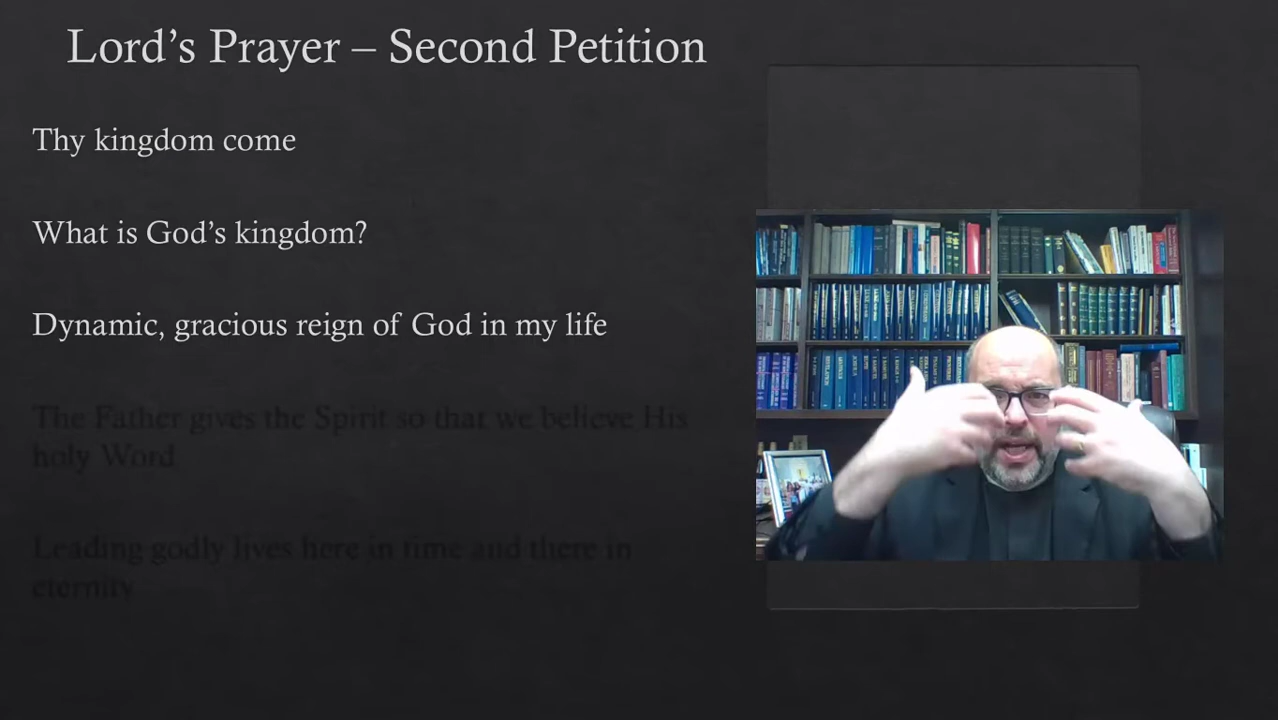 Lord’s Prayer – Second Petition
Thy kingdom come
What is God’s kingdom?
Dynamic, gracious reign of God in my life
The Father gives the Spirit so that we believe His
holy Word
Leading godly lives here in time and there in
eternity